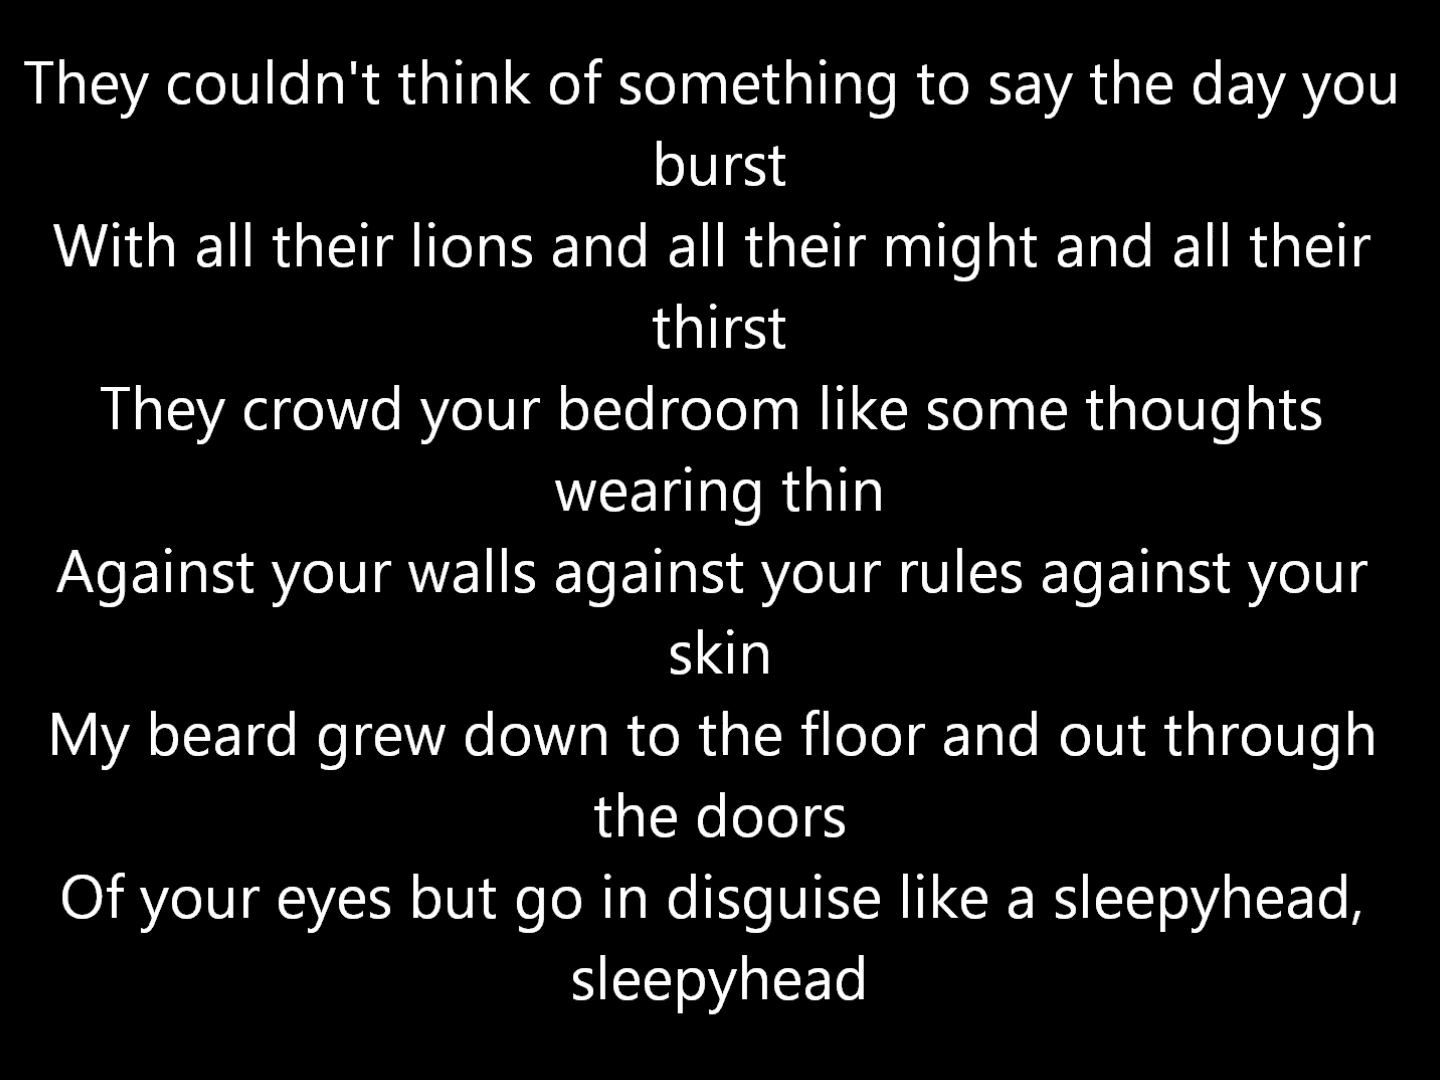 They couldn't think of something to say the day you
burst
With all their lions and all their might and all their
thirst
They crowd your bedroom like some thoughts
wearing thin
Against your walls against your rules against your
skin
My beard grew down to the floor and out through
the doors
Of your eyes but go in disguise like a sleepyhead,
sleepyhead